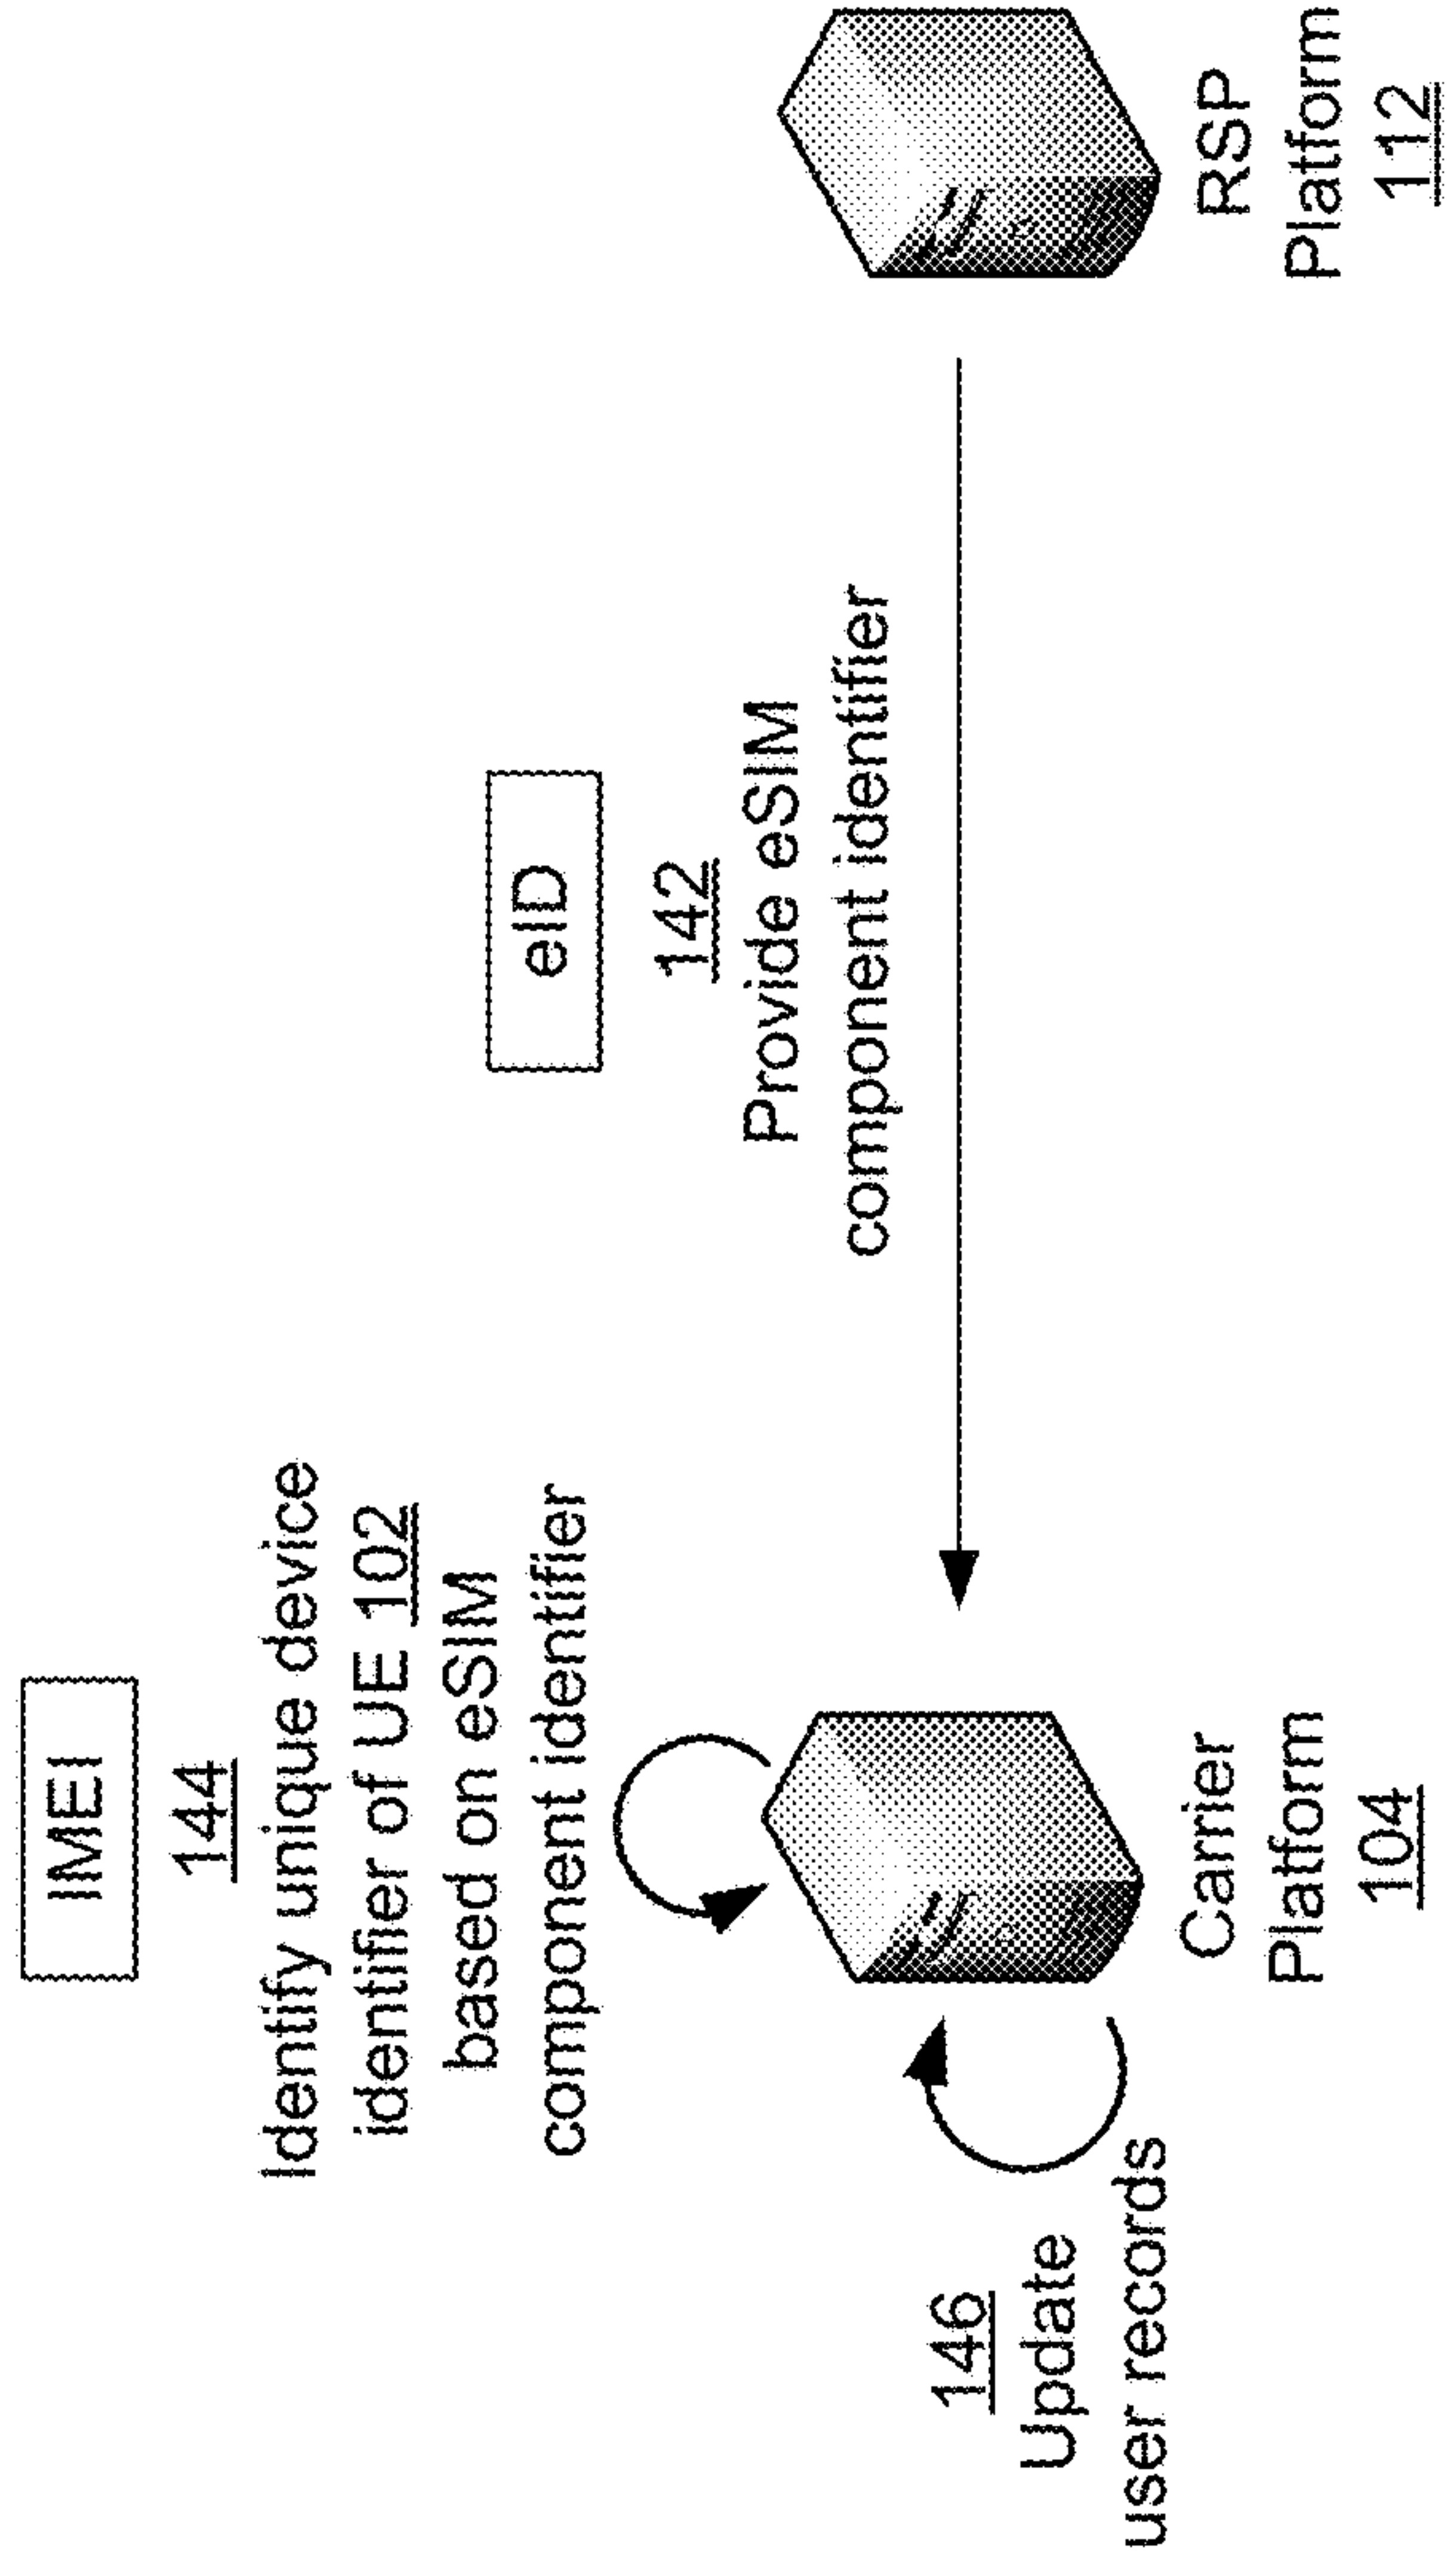 IMEI
144
Identify unique device
identifier of UE 102
based on eSIM
component identifier
eID
142
Provide eSIM
component identifier
146
Update
user records
Carrier
Platform
104
RSP
Platform
112